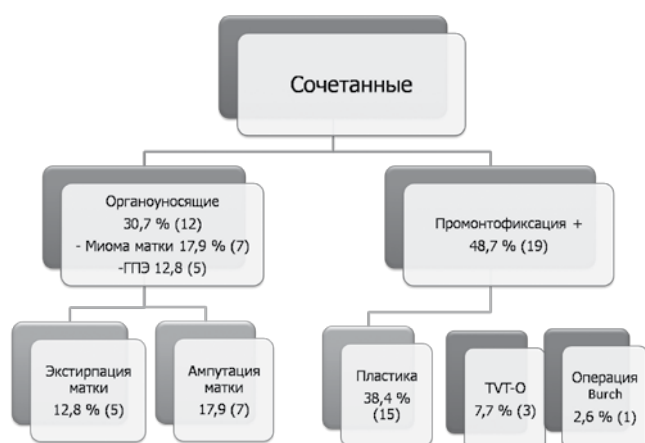 Сочетанные
Органоуносящие
30,7 % (12)
- Миома матки 17,9 % (7)
-ГПЭ 12,8 (5)
Промонтофиксация +
48,7 % (19)
Экстирпация
матки
12,8 % (5)
Ампутация
матки
17,9 (7)
Пластика
38,4 %
(15)
TVT-O
7,7 % (3)
Операция
Burch
2,6 % (1)